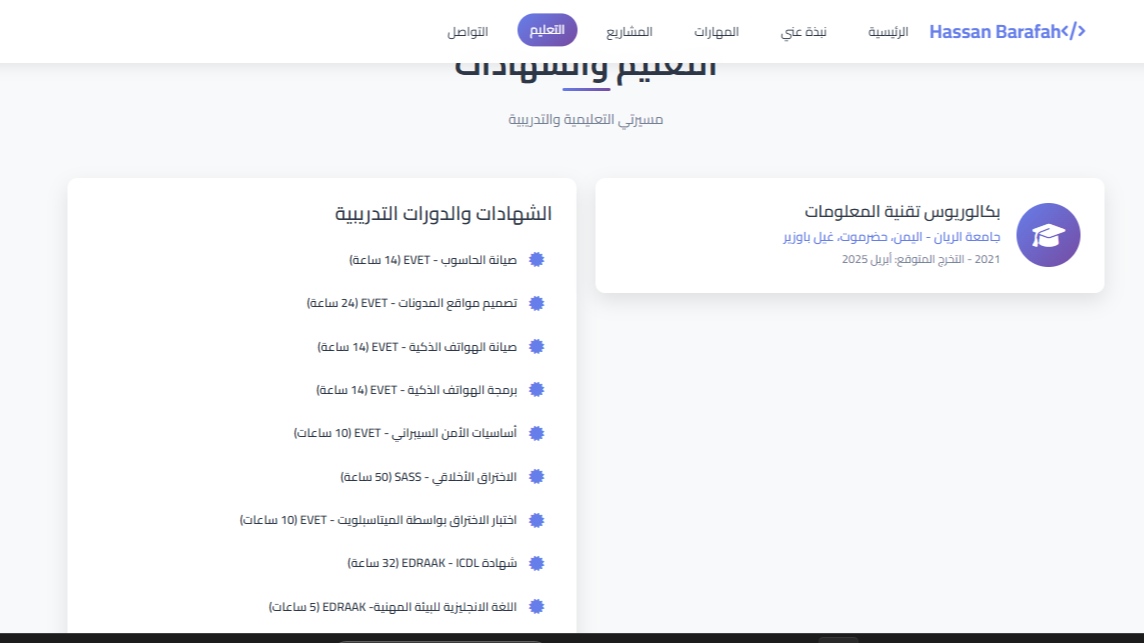 Hassan Barafah</>
الرئيسية
نبذة عني
المهارات
المشاريع
التعليم
التواصل
التعليم والشهادات
مسيرتي التعليمية والتدريبية
بكالوريوس تقنية المعلومات
جامعة الريان - اليمن، حضرموت، غيل باوزير
2021 - التخرج المتوقع: أبريل 2025
الشهادات والدورات التدريبية
صيانة الحاسوب - EVET (14 ساعة)
تصميم مواقع المدونات - EVET (24 ساعة)
صيانة الهواتف الذكية - EVET (14 ساعة)
برمجة الهواتف الذكية - EVET (14 ساعة)
أساسيات الأمن السيبراني - EVET (10 ساعات)
الاختراق الأخلاقي - SASS (50 ساعة)
اختبار الاختراق بواسطة الميتاسبلويت - EVET (10 ساعات)
شهادة EDRAAK - ICDL (32 ساعة)
اللغة الانجليزية للبيئة المهنية- EDRAAK (5 ساعات)